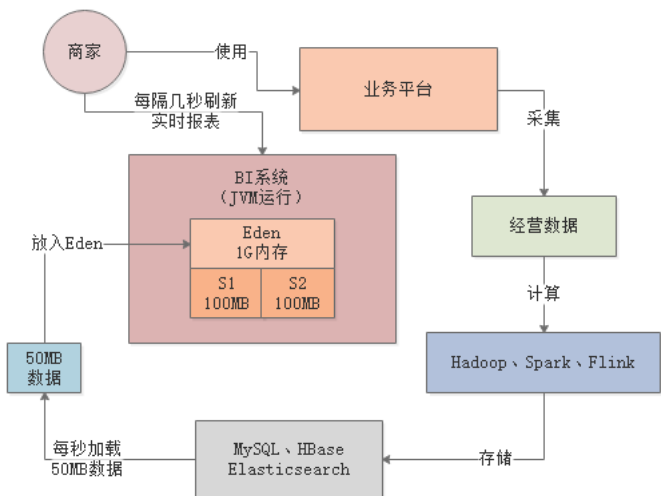 商家
使用
业务平台
每隔几秒刷新
实时报表
采集
BI系统
(JVM运行)
Eden
1G内存
S1
100MB
S2
100MB
放入Eden
经营数据
计算
50MB
数据
Hadoop、Spark、Flink
每秒加载
50MB数据
MySQL、HBase
Elasticsearch
存储